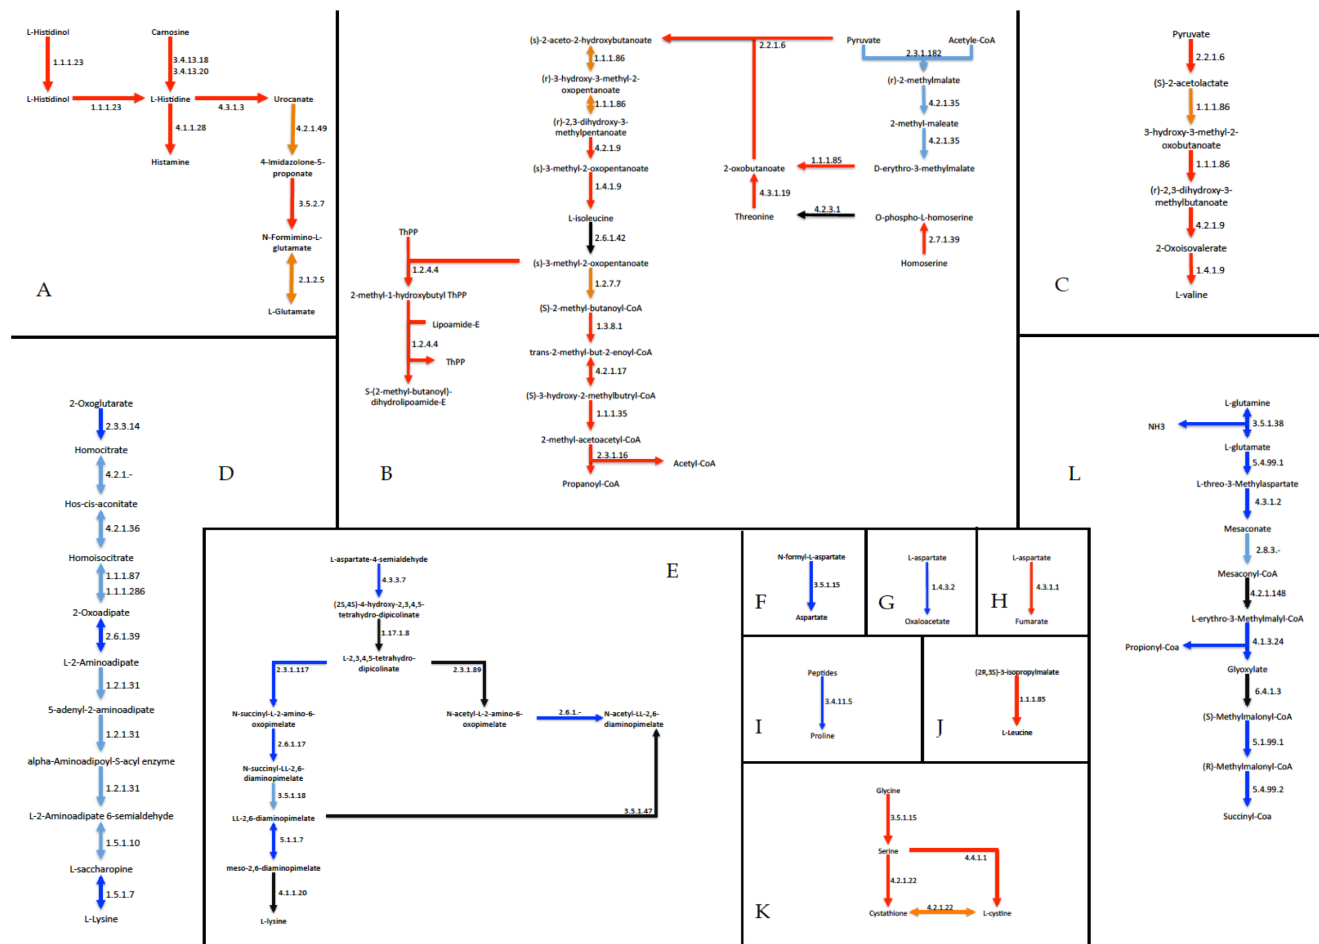 L-Histidinol
1.1.1.23
L-Histidinol
1.1.1.23
Carnosine
3.4.13.18
3.4.13.20
L-Histidine
4.3.1.3
4.1.1.28
Histamine
Urocanate
4.2.1.49
4-Imidazolone-5-
proponate
3.5.2.7
N-Formimino-L-
glutamate
2.1.2.5
L-Glutamate
A
(s)-2-aceto-2-hydroxybutanoate
1.1.1.86
(r)-3-hydroxy-3-methyl-2-
oxopentanoate
1.1.1.86
(r)-2,3-dihydroxy-3-
methylpentanoate
4.2.1.9
(s)-3-methyl-2-oxopentanoate
1.4.1.9
L-isoleucine
2.6.1.42
(s)-3-methyl-2-oxopentanoate
1.2.7.7
(S)-2-methyl-butanoyl-CoA
1.3.8.1
trans-2-methyl-but-2-enoyl-CoA
4.2.1.17
(S)-3-hydroxy-2-methylbutryl-CoA
1.1.1.35
2-methyl-acetoacetyl-CoA
2.3.1.16
Acetyl-CoA
Propanoyl-CoA
2.2.1.6
Pyruvate
Acetyle-CoA
2.3.1.182
(r)-2-methylmalate
4.2.1.35
2-methyl-maleate
4.2.1.35
D-erythro-3-methylmalate
1.1.1.85
2-oxobutanoate
4.3.1.19
Threonine
4.2.3.1
O-phospho-L-homoserine
2.7.1.39
Homoserine
ThPP
1.2.4.4
2-methyl-1-hydroxybutyl ThPP
Lipoamide-E
1.2.4.4
ThPP
S-(2-methyl-butanoyl)-
dihydrolipoamide-E
B
Pyruvate
2.2.1.6
(S)-2-acetolactate
1.1.1.86
3-hydroxy-3-methyl-2-
oxobutanoate
1.1.1.86
(r)-2,3-dihydroxy-3-
methylbutanoate
4.2.1.9
2-Oxoisovalerate
1.4.1.9
L-valine
C
2-Oxoglutarate
2.3.3.14
Homocitrate
4.2.1.-
Hos-cis-aconitate
4.2.1.36
Homoisocitrate
1.1.1.87
1.1.1.286
2-Oxoadipate
2.6.1.39
L-2-Aminoadipate
1.2.1.31
5-adenyl-2-aminoadipate
1.2.1.31
alpha-Aminoadipoyl-S-acyl enzyme
1.2.1.31
L-2-Aminoadipate 6-semialdehyde
1.5.1.10
L-saccharopine
1.5.1.7
L-Lysine
D
L-aspartate-4-semialdehyde
4.3.3.7
(2S,4S)-4-hydroxy-2,3,4,5-
tetrahydro-dipicolinate
1.17.1.8
L-2,3,4,5-tetrahydro-
dipicolinate
2.3.1.117
2.3.1.89
N-succinyl-L-2-amino-6-
oxopimelate
N-acetyl-L-2-amino-6-
oxopimelate
2.6.1.-
N-acetyl-LL-2,6-
diaminopimelate
2.6.1.17
N-succinyl-LL-2,6-
diaminopimelate
3.5.1.18
LL-2,6-diaminopimelate
3.5.1.47
5.1.1.7
meso-2,6-diaminopimelate
4.1.1.20
L-lysine
E
N-formyl-L-aspartate
3.5.1.15
Aspartate
F
L-aspartate
1.4.3.2
Oxaloacetate
G
L-aspartate
4.3.1.1
Fumarate
H
Peptides
3.4.11.5
Proline
I
(2R,3S)-3-isopropylmalate
1.1.1.85
L-Leucine
J
Glycine
3.5.1.15
Serine
4.4.1.1
4.2.1.22
Cystathione
4.2.1.22
L-cystine
K
L-glutamine
NH3
3.5.1.38
L-glutamate
5.4.99.1
L-threo-3-Methylaspartate
4.3.1.2
Mesaconate
2.8.3.-
Mesaconyl-CoA
4.2.1.148
L-erythro-3-Methylmalyl-CoA
Propionyl-Coa
4.1.3.24
Glyoxylate
6.4.1.3
(S)-Methylmalonyl-CoA
5.1.99.1
(R)-Methylmalonyl-CoA
5.4.99.2
Succinyl-Coa
L